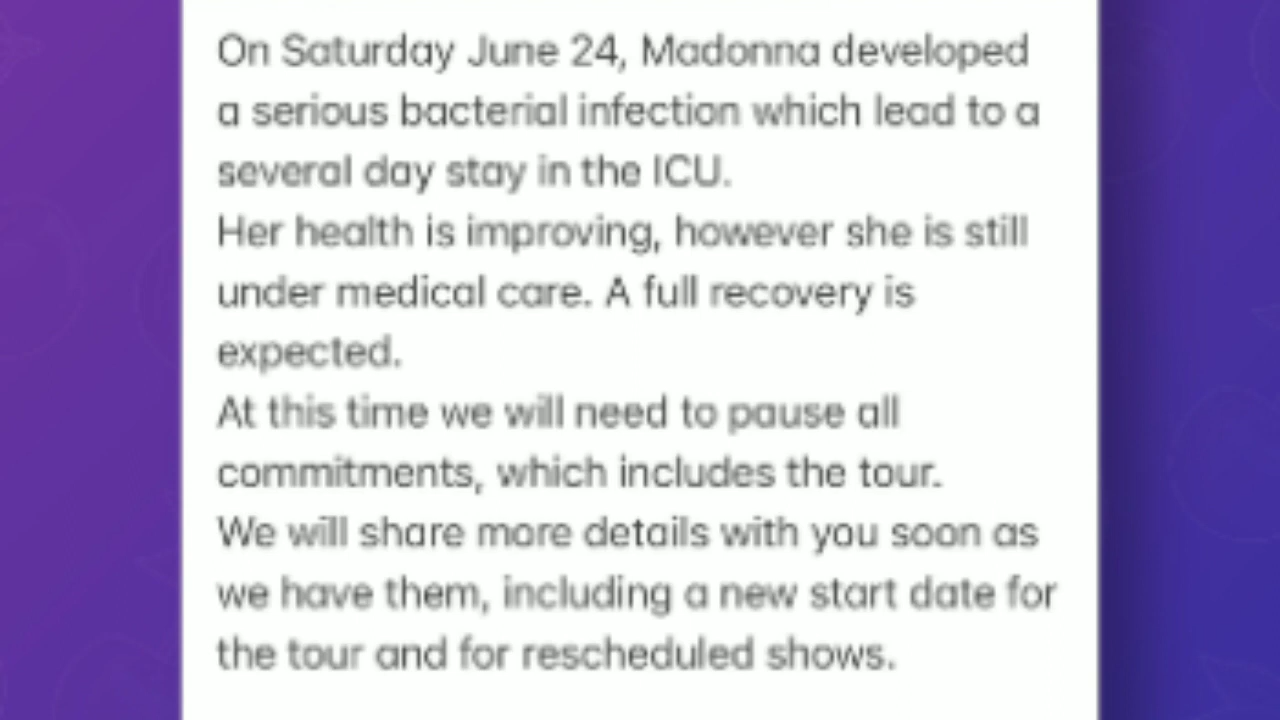 On Saturday June 24, Madonna developed
a serious bacterial infection which lead to a
several day stay in the ICU.
Her health is improving, however she is still
under medical care. A full recovery is
expected.
At this time we will need to pause all
commitments, which includes the tour.
We will share more details with you soon as
we have them, including a new start date for
the tour and for rescheduled shows.